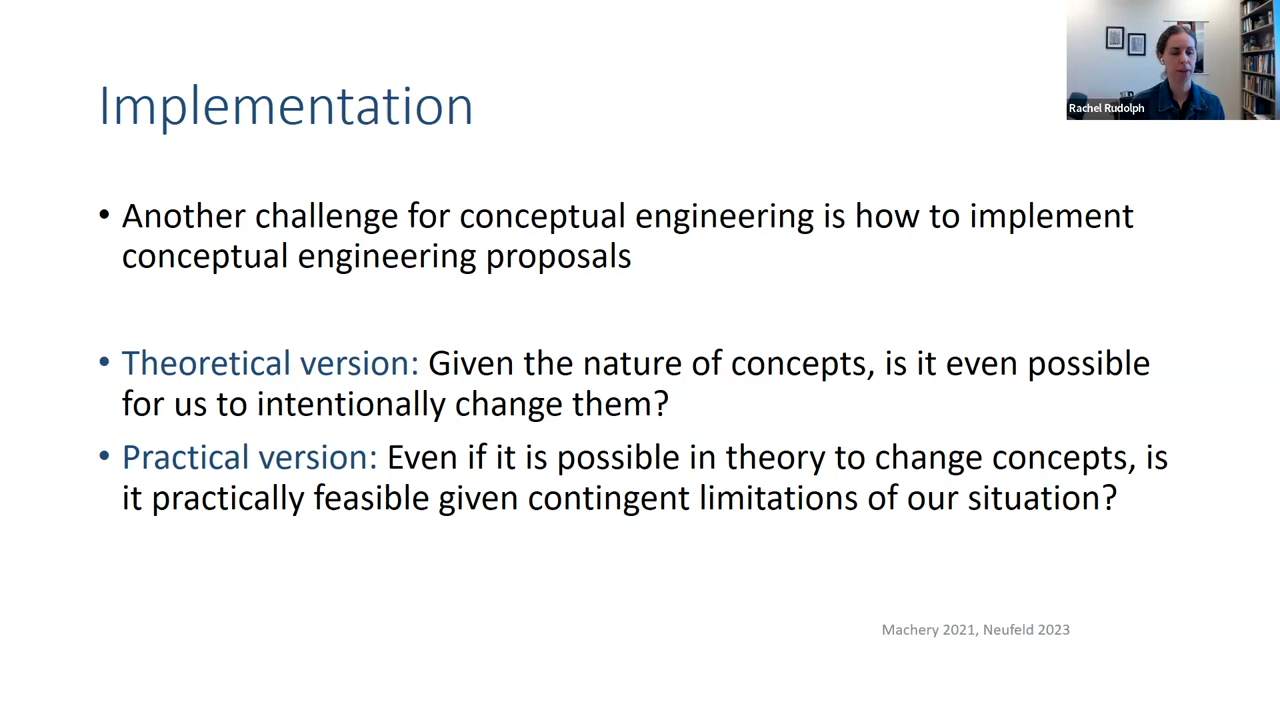 Implementation
Rachel Rudolph
• Another challenge for conceptual engineering is how to implement
conceptual engineering proposals
• Theoretical version: Given the nature of concepts, is it even possible
for us to intentionally change them?
• Practical version: Even if it is possible in theory to change concepts, is
it practically feasible given contingent limitations of our situation?
Machery 2021, Neufeld 2023